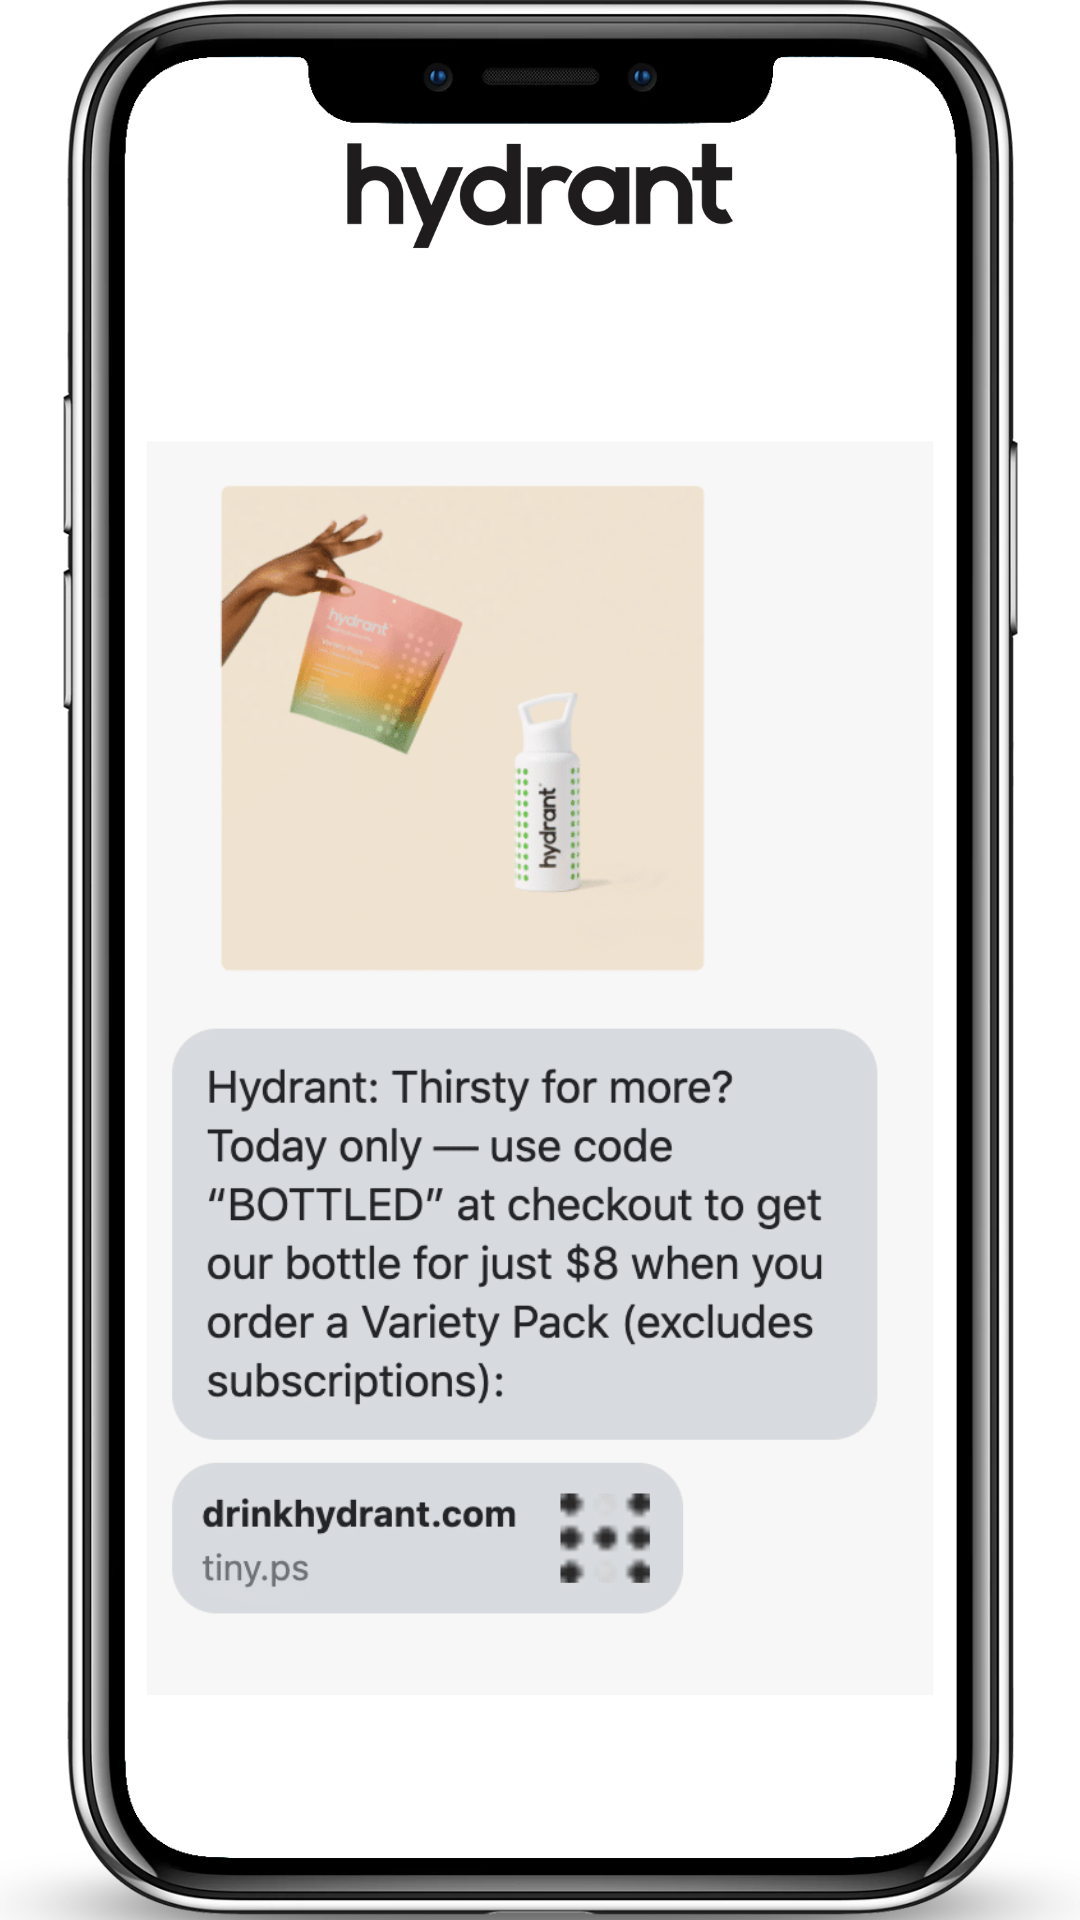 hydrant
hydrant
Variety Pack
hydrant
Hydrant: Thirsty for more?
Today only — use code
“BOTTLED” at checkout to get
our bottle for just $8 when you
order a Variety Pack (excludes
subscriptions):
drinkhydrant.com
tiny.ps